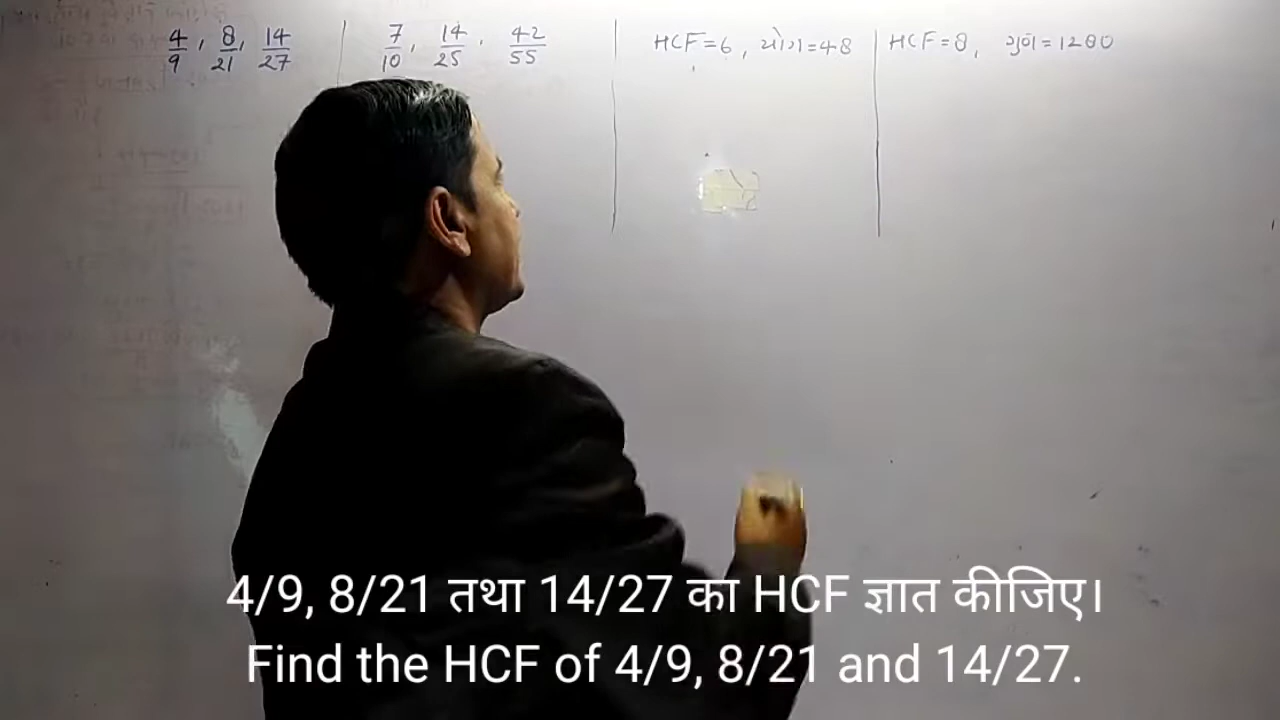 4/9, 8/21, 14/27
7/10, 14/25, 42/55
HCF=6, योग=48
HCF=8, गुण=1280
4/9, 8/21 तथा 14/27 का HCF ज्ञात कीजिए।
Find the HCF of 4/9, 8/21 and 14/27.